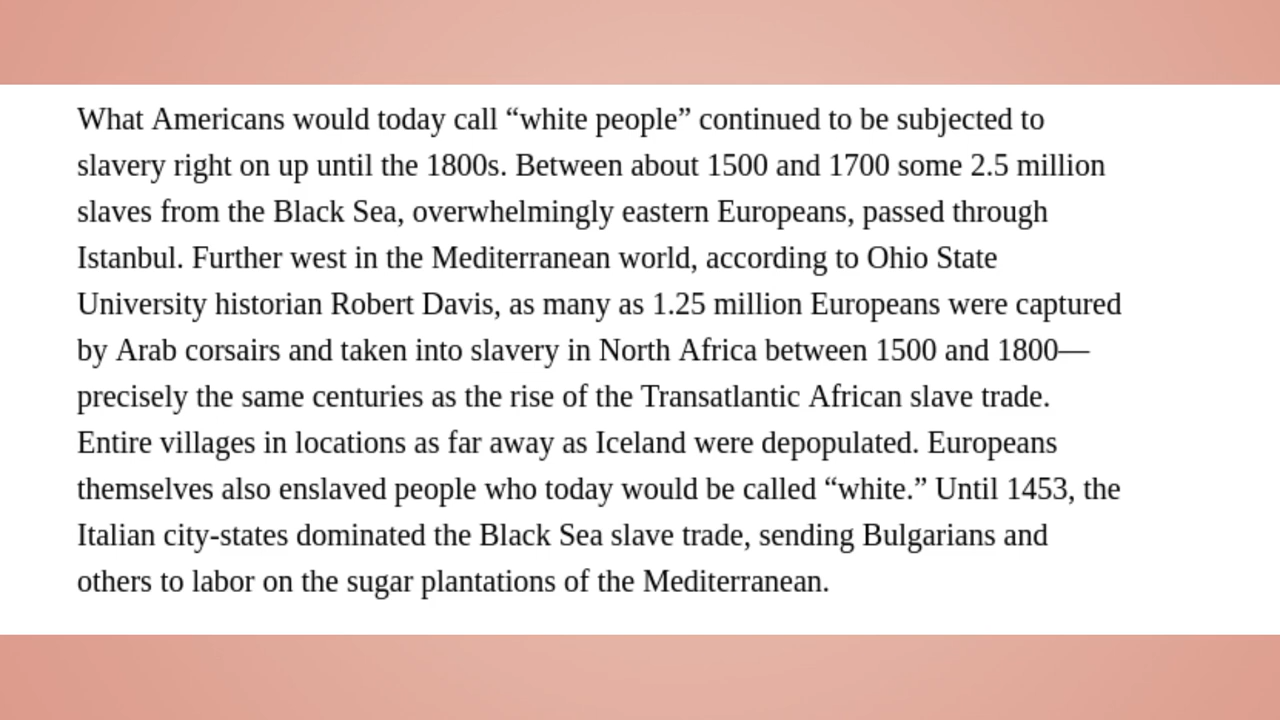 What Americans would today call “white people” continued to be subjected to
slavery right on up until the 1800s. Between about 1500 and 1700 some 2.5 million
slaves from the Black Sea, overwhelmingly eastern Europeans, passed through
Istanbul. Further west in the Mediterranean world, according to Ohio State
University historian Robert Davis, as many as 1.25 million Europeans were captured
by Arab corsairs and taken into slavery in North Africa between 1500 and 1800—
precisely the same centuries as the rise of the Transatlantic African slave trade.
Entire villages in locations as far away as Iceland were depopulated. Europeans
themselves also enslaved people who today would be called “white.” Until 1453, the
Italian city-states dominated the Black Sea slave trade, sending Bulgarians and
others to labor on the sugar plantations of the Mediterranean.